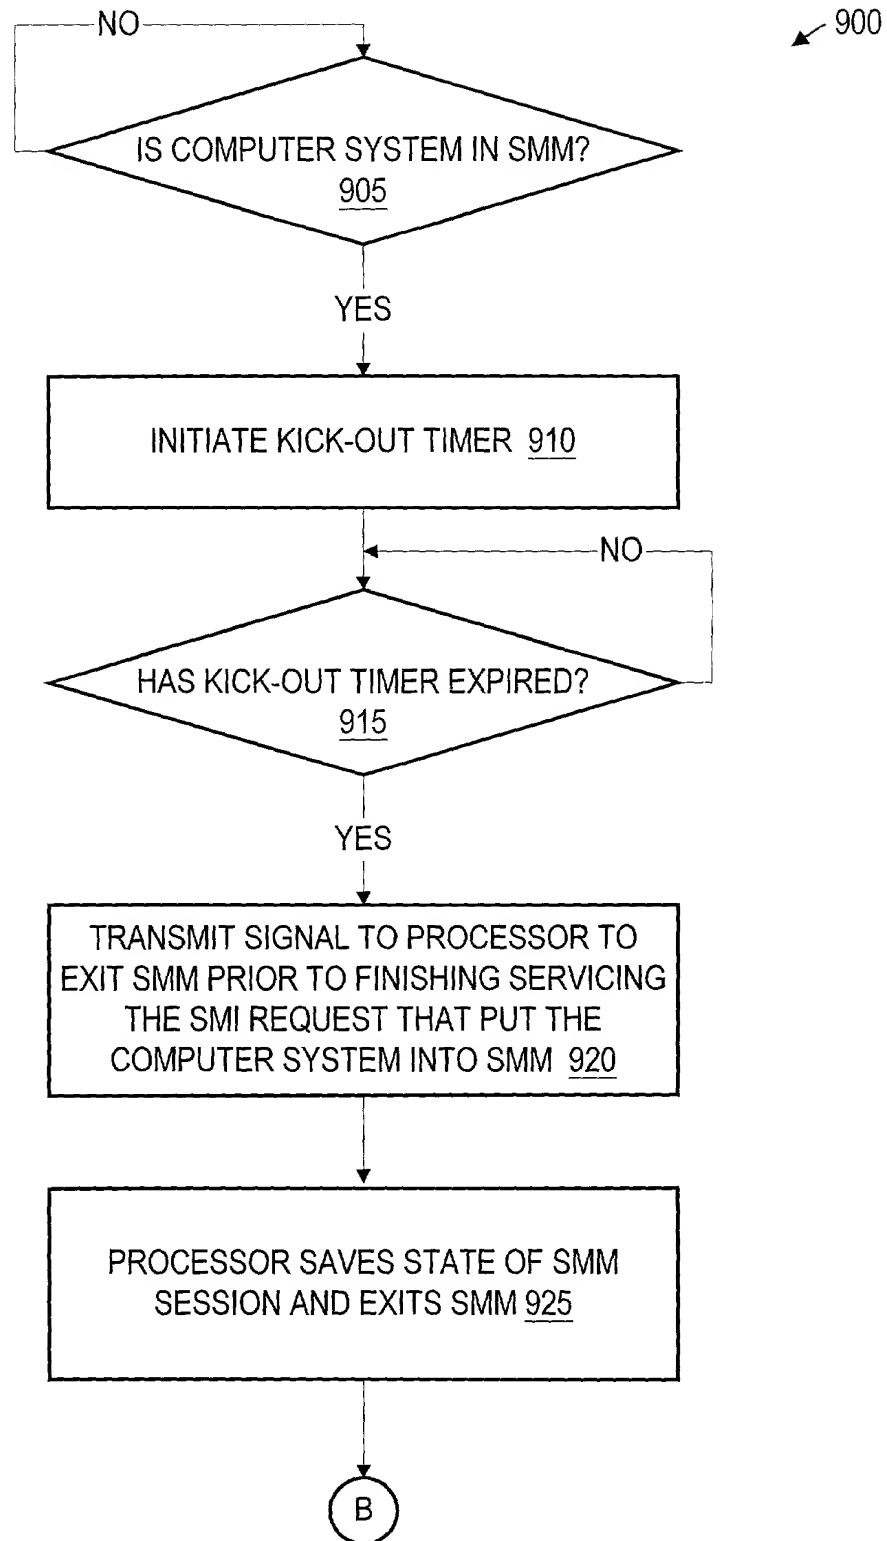 NO
900
IS COMPUTER SYSTEM IN SMM?
905
YES
INITIATE KICK-OUT TIMER 910
NO
HAS KICK-OUT TIMER EXPIRED?
915
YES
TRANSMIT SIGNAL TO PROCESSOR TO
EXIT SMM PRIOR TO FINISHING SERVICING
THE SMI REQUEST THAT PUT THE
COMPUTER SYSTEM INTO SMM 920
PROCESSOR SAVES STATE OF SMM
SESSION AND EXITS SMM 925
B